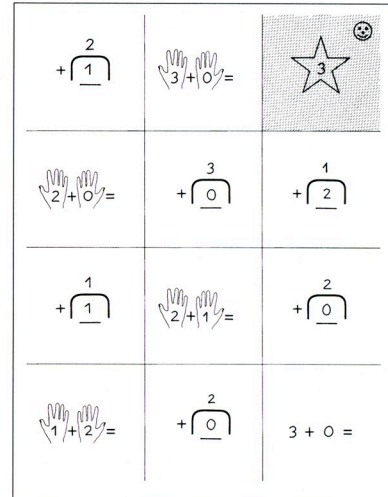 2
+ 1
3 + 0 =
3
2 + 0 =
3
+ 0
1
+ 2
1
+ 1
2 + 1 =
2
+ 0
1 + 2 =
2
+ 0
3 + 0 =